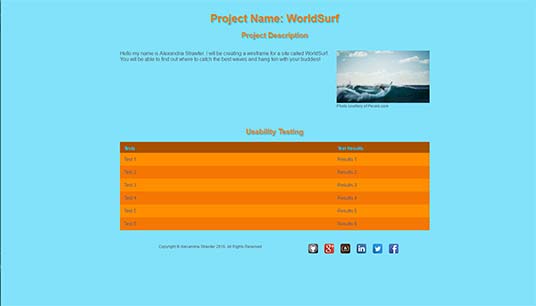 Project Name: WorldSurf
Project Description
Hello my name is Alexandria Strawter. I will be creating a wireframe for a site called WorldSurf.
You will be able to find out where to catch the best waves and hang ten with your buddies!
Photo courtesy of Pexels.com
Usability Testing
Tests Test Results
Test 1 Results 1
Test 2 Results 2
Test 3 Results 3
Test 4 Results 4
Test 5 Results 5
Test 6 Results 6
Copyright © Alexandria Strawter 2018. All Rights Reserved